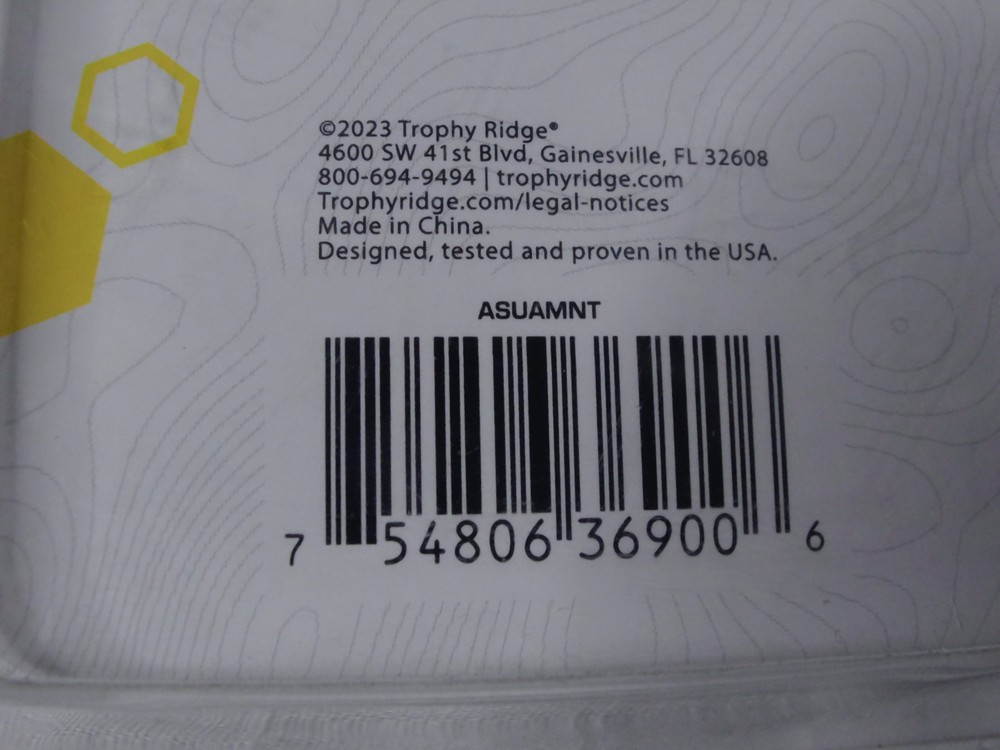 ©2023 Trophy Ridge®
4600 SW 41st Blvd, Gainesville, FL 32608
800-694-9494 | trophyridge.com
Trophyridge.com/legal-notices
Made in China.
Designed, tested and proven in the USA.
ASUAMNT
7 54806 36900 6